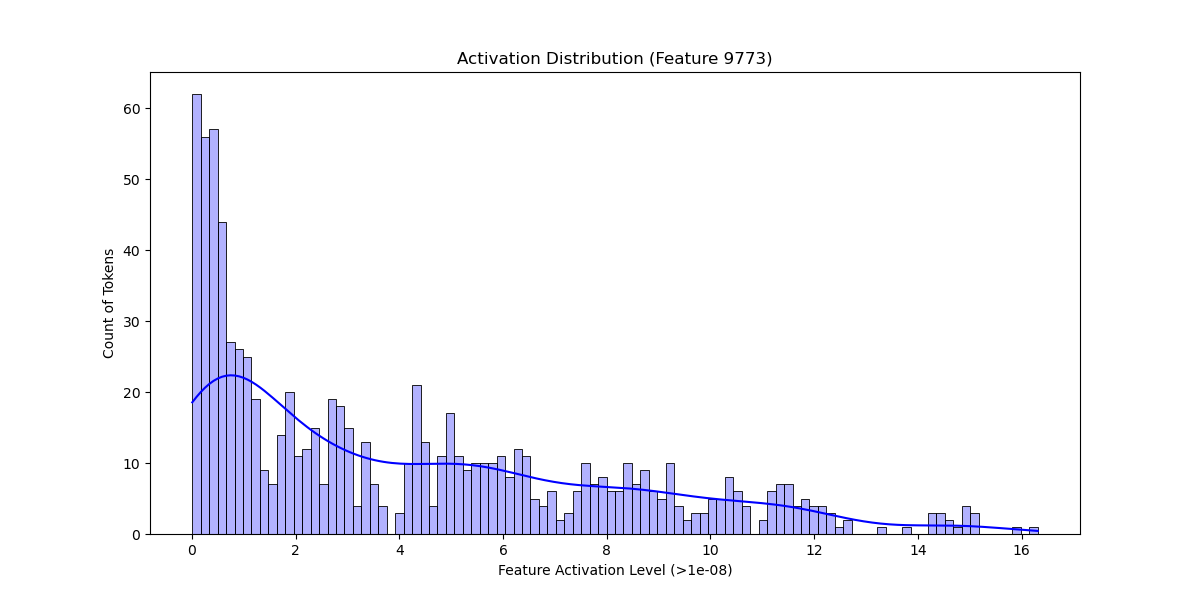 Activation Distribution (Feature 9773)
Count of Tokens
60
50
40
30
20
10
0
0 2 4 6 8 10 12 14 16
Feature Activation Level (>1e-08)